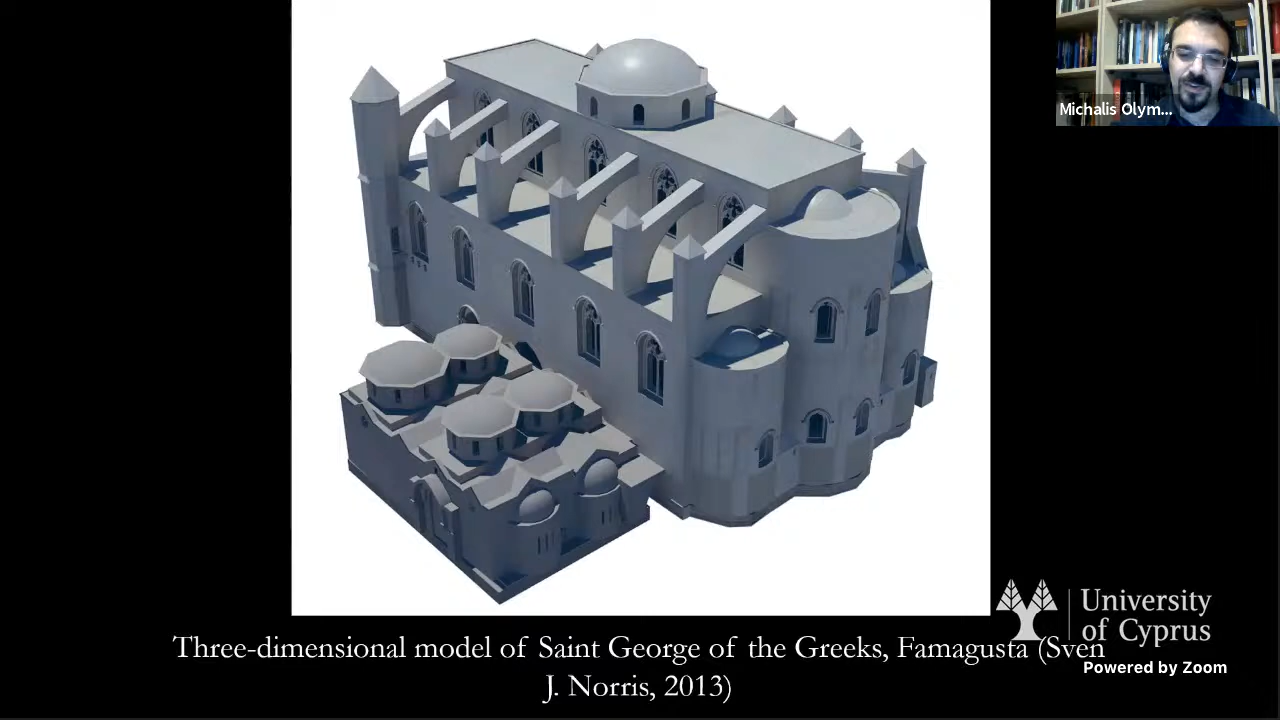 Michalis Olym...
Three-dimensional model of Saint George of the Greeks, Famagusta (Sven
J. Norris, 2013)
University
of Cyprus
Powered by Zoom